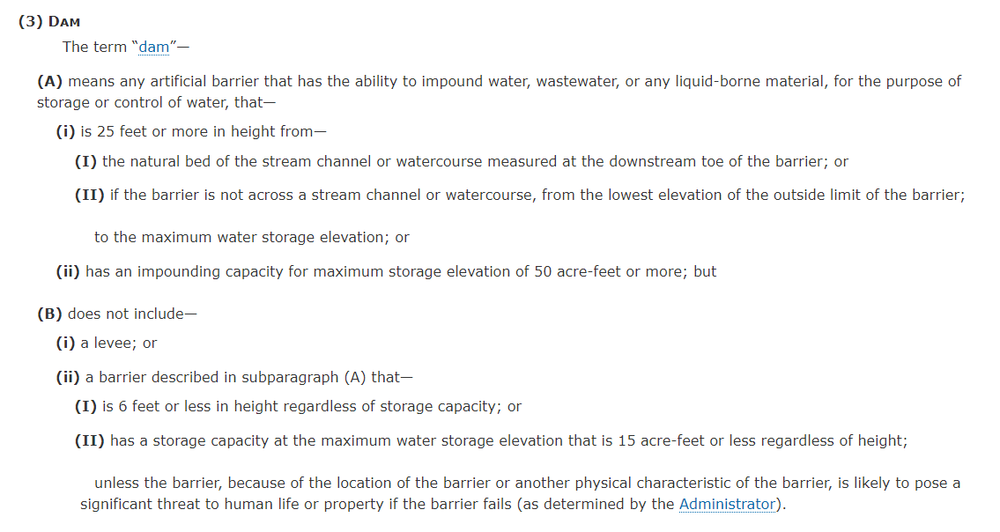 (3) DAM
The term “dam”—
(A) means any artificial barrier that has the ability to impound water, wastewater, or any liquid-borne material, for the purpose of
storage or control of water, that—
(i) is 25 feet or more in height from—
(I) the natural bed of the stream channel or watercourse measured at the downstream toe of the barrier; or
(II) if the barrier is not across a stream channel or watercourse, from the lowest elevation of the outside limit of the barrier;
to the maximum water storage elevation; or
(ii) has an impounding capacity for maximum storage elevation of 50 acre-feet or more; but
(B) does not include—
(i) a levee; or
(ii) a barrier described in subparagraph (A) that—
(I) is 6 feet or less in height regardless of storage capacity; or
(II) has a storage capacity at the maximum water storage elevation that is 15 acre-feet or less regardless of height;
unless the barrier, because of the location of the barrier or another physical characteristic of the barrier, is likely to pose a
significant threat to human life or property if the barrier fails (as determined by the Administrator).